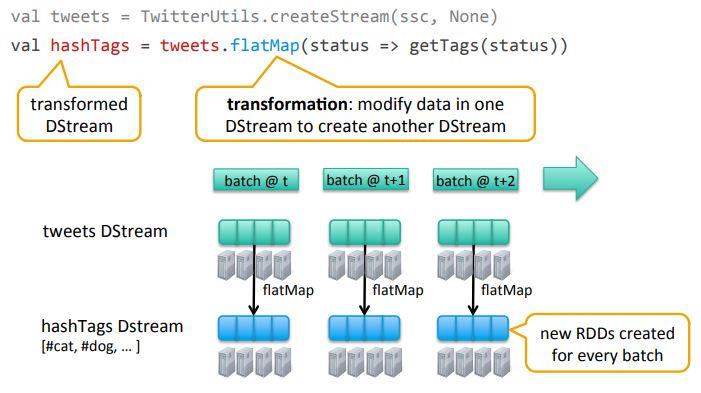 val tweets = TwitterUtils.createStream(ssc, None)
val hashTags = tweets.flatMap(status => getTags(status))
transformed
DStream
transformation: modify data in one
DStream to create another DStream
batch @ t
batch @ t+1
batch @ t+2
tweets DStream
flatMap
flatMap
flatMap
hashTags Dstream
[#cat, #dog, … ]
new RDDs created
for every batch